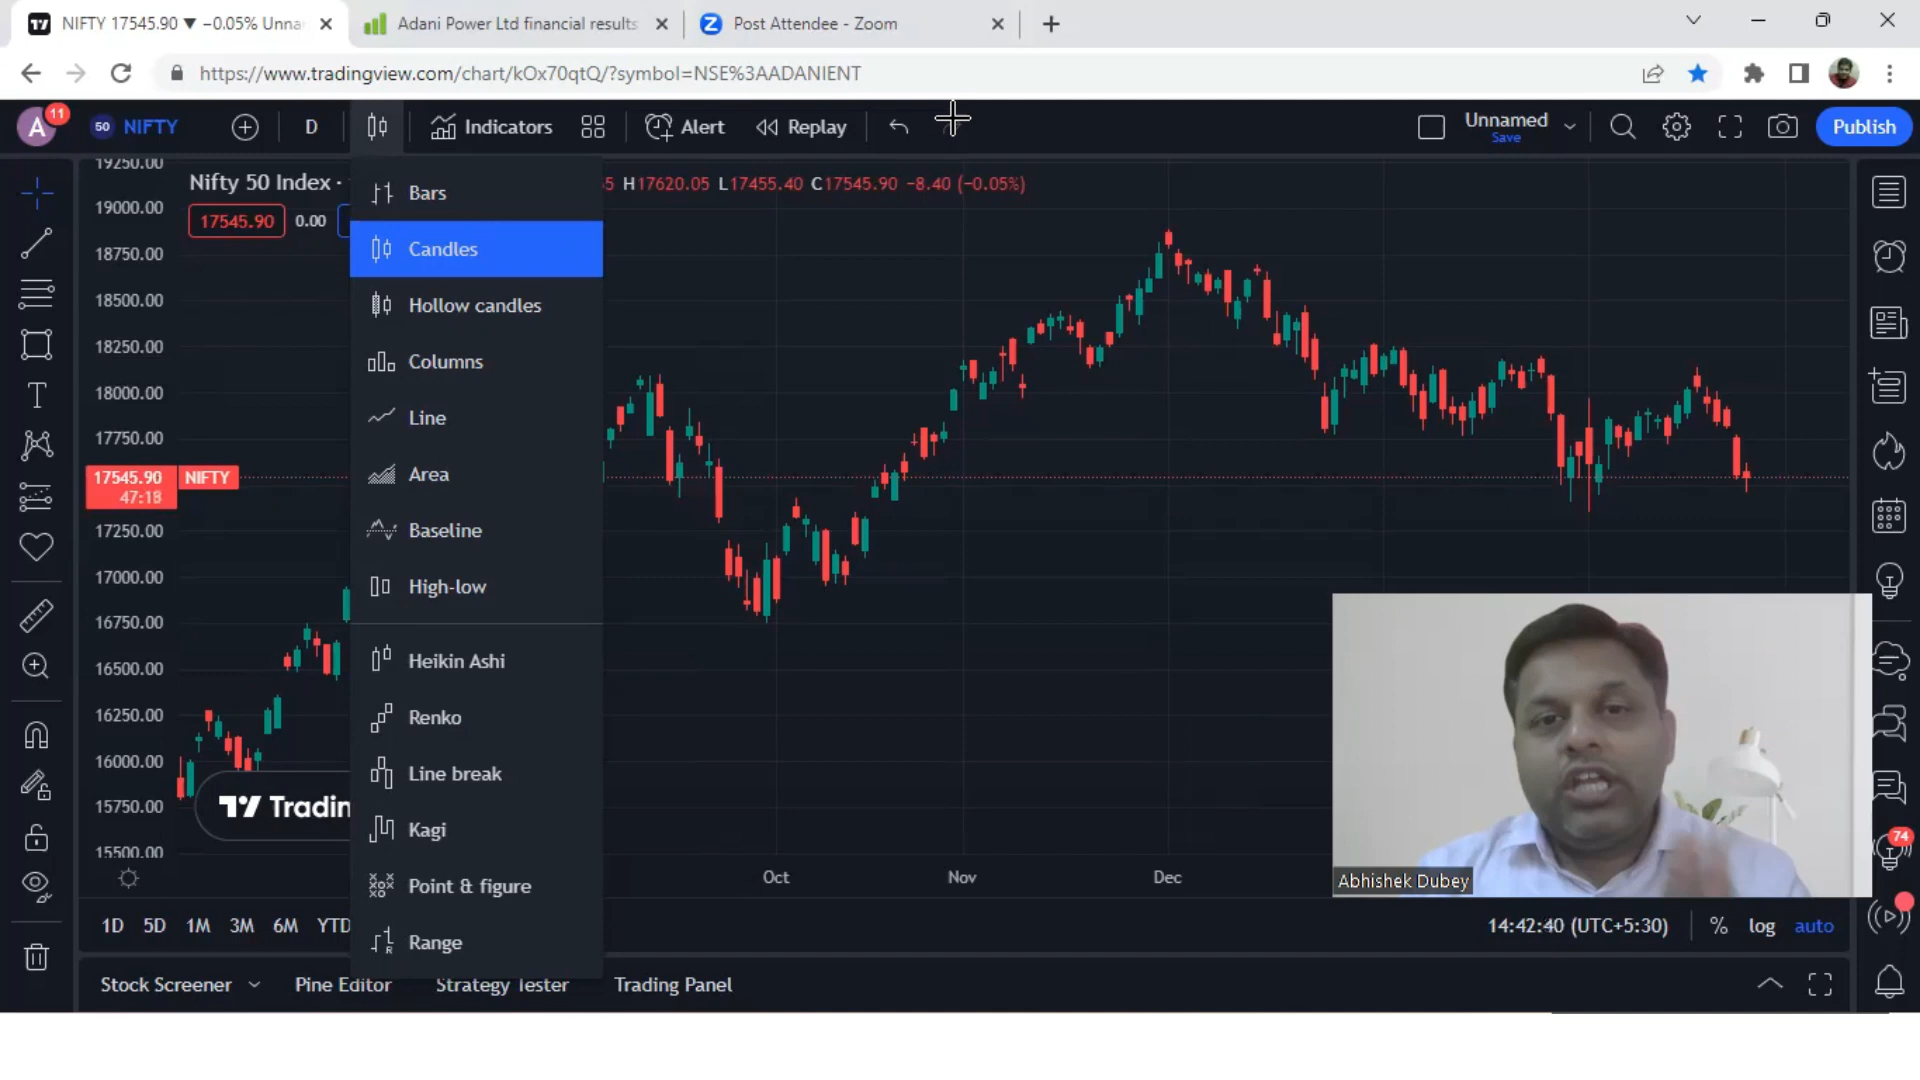 NIFTY 17545.90 ▼ −0.05% Unna
Adani Power Ltd financial results
Post Attendee - Zoom
https://www.tradingview.com/chart/kOx70qtQ/?symbol=NSE%3AADANIENT
A
11
50 NIFTY
D
Indicators
Alert
Replay
Unnamed
Save
Publish
Nifty 50 Index ·
5 H17620.05 L17455.40 C17545.90 −8.40 (−0.05%)
17545.90
0.00
19250.00
19000.00
18750.00
18500.00
18250.00
18000.00
17750.00
17545.90
47:18
NIFTY
17250.00
17000.00
16750.00
16500.00
16250.00
16000.00
15750.00
15500.00
Bars
Candles
Hollow candles
Columns
Line
Area
Baseline
High-low
Heikin Ashi
Renko
Line break
Kagi
Point & figure
Range
Tradin
Oct
Nov
Dec
Abhishek Dubey
74
1D 5D 1M 3M 6M YTD
14:42:40 (UTC+5:30)
% log auto
Stock Screener
Pine Editor
Strategy Tester
Trading Panel